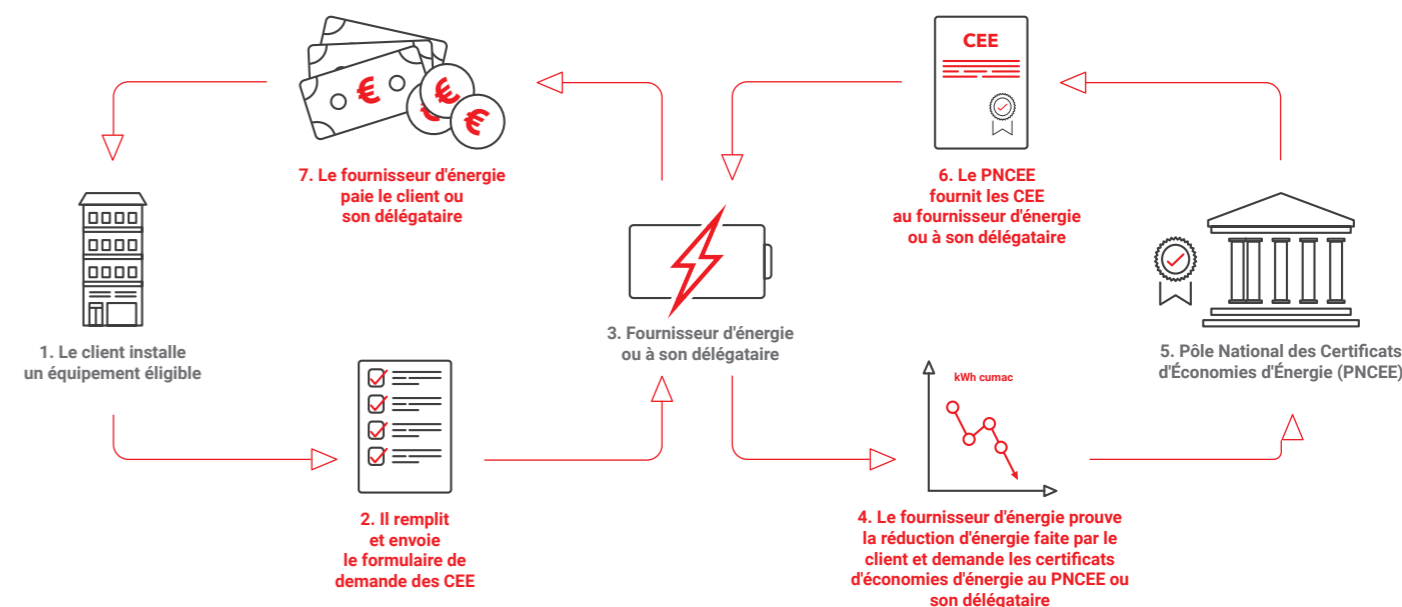 1. Le client installe
un équipement éligible
2. Il remplit
et envoie
le formulaire de
demande des CEE
3. Fournisseur d'énergie
ou à son délégataire
kWh cumac
4. Le fournisseur d'énergie prouve
la réduction d'énergie faite par le
client et demande les certificats
d'économies d'énergie au PNCEE ou
son délégataire
5. Pôle National des Certificats
d'Économies d'Énergie (PNCEE)
CEE
6. Le PNCEE
fournit les CEE
au fournisseur d'énergie
ou à son délégataire
€
€
€
7. Le fournisseur d'énergie
paie le client ou
son délégataire